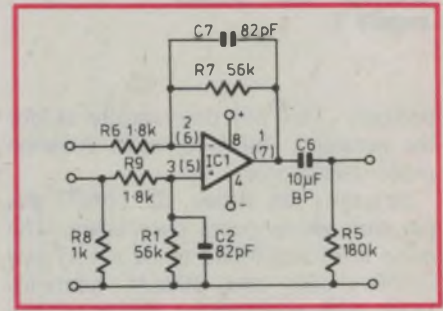 C7 82pF
R7 56k
R6 1·8k
2
(6)
-
+
8
1
(7)
IC1
C6
10µF
BP
R9
1·8k
3(5)
+
4
-
R8
1k
R1
56k
C2
82pF
R5
180k